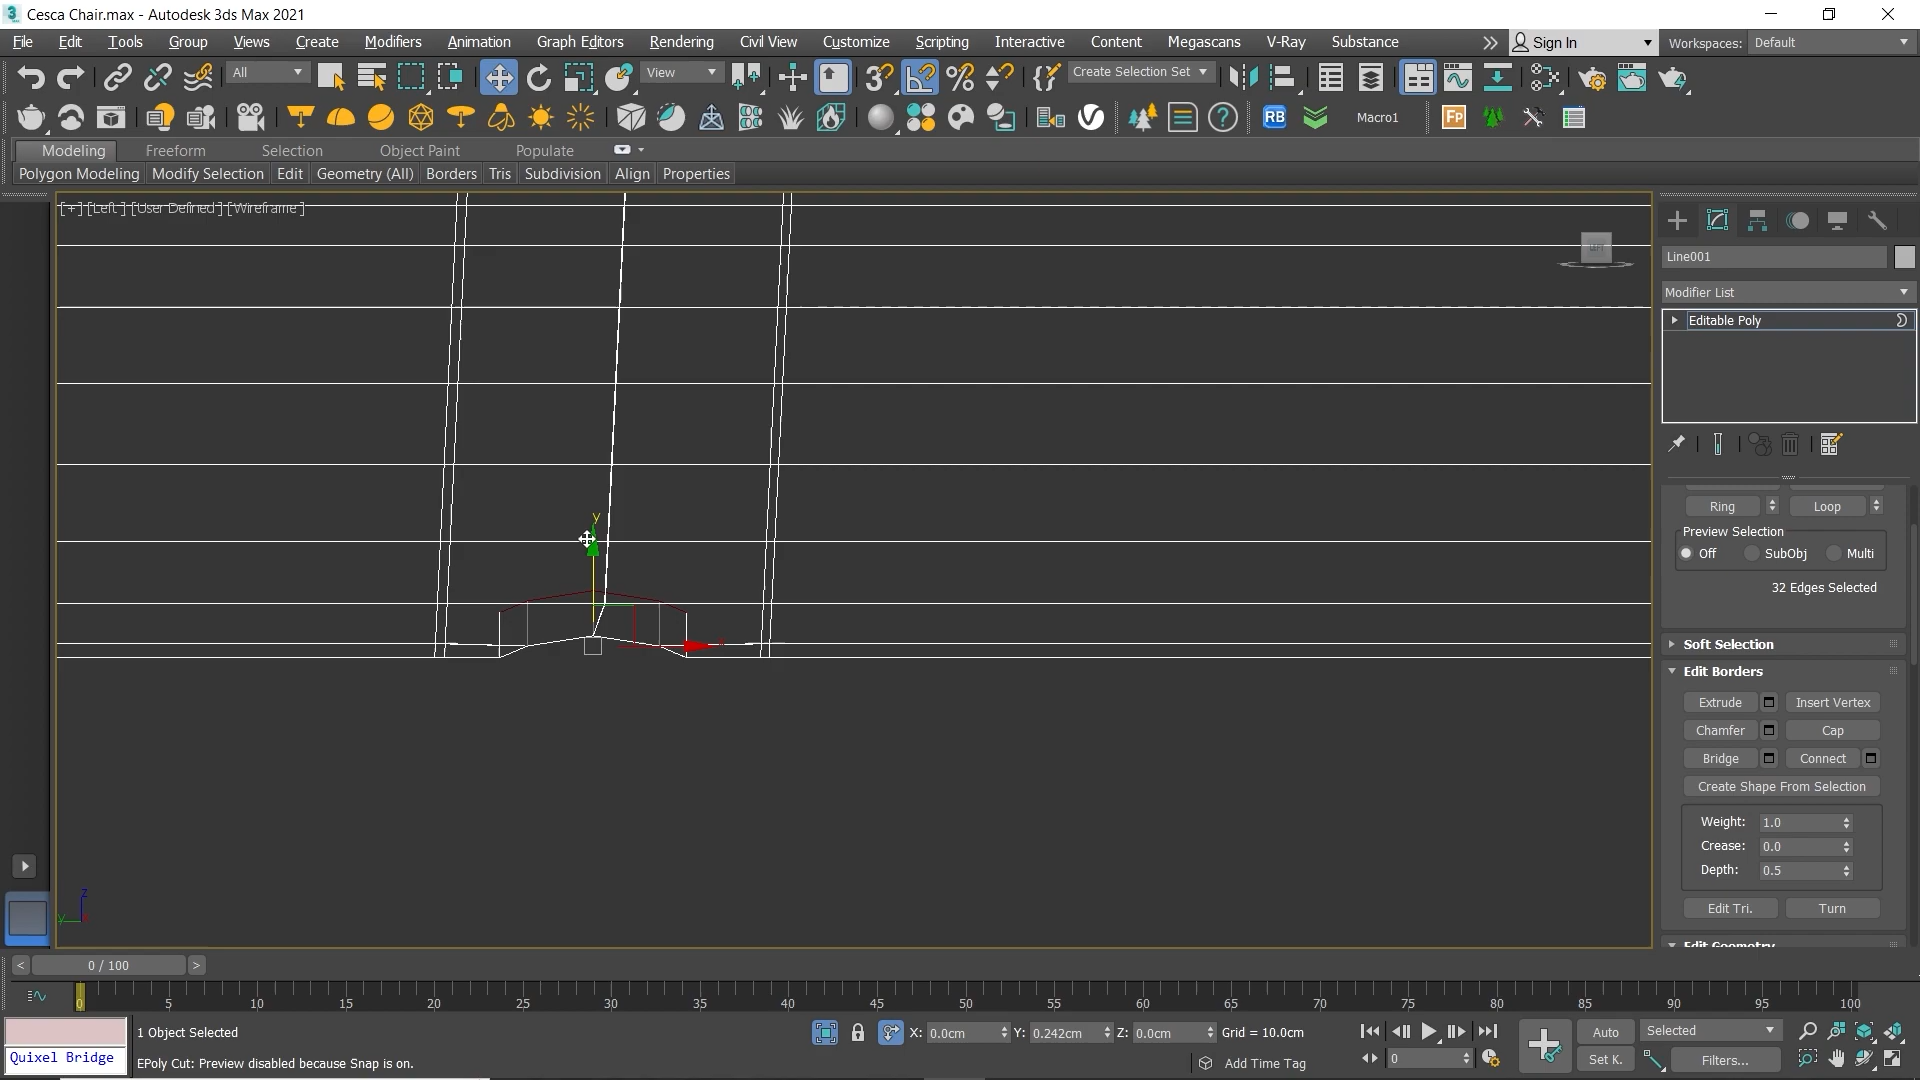 Cesca Chair.max - Autodesk 3ds Max 2021
File Edit Tools Group Views Create Modifiers Animation Graph Editors Rendering Civil View Customize Scripting Interactive Content Megascans V-Ray Substance Sign In Workspaces: Default
All View Create Selection Set
RB Macro1 FP
Modeling Freeform Selection Object Paint Populate
Polygon Modeling Modify Selection Edit Geometry (All) Borders Tris Subdivision Align Properties
[+] [Left] [User Defined] [Wireframe]
LEFT
Line001
Modifier List
Editable Poly
Ring Loop
Preview Selection
Off SubObj Multi
32 Edges Selected
Soft Selection
Edit Borders
Extrude Insert Vertex
Chamfer Cap
Bridge Connect
Create Shape From Selection
Weight: 1.0
Crease: 0.0
Depth: 0.5
Edit Tri. Turn
Edit Geometry
y
x
z
y
< 0 / 100 >
0 5 10 15 20 25 30 35 40 45 50 55 60 65 70 75 80 85 90 95 100
1 Object Selected X: 0.0cm Y: 0.242cm Z: 0.0cm Grid = 10.0cm Auto Selected
Quixel Bridge EPoly Cut: Preview disabled because Snap is on. Add Time Tag 0 Set K. Filters...